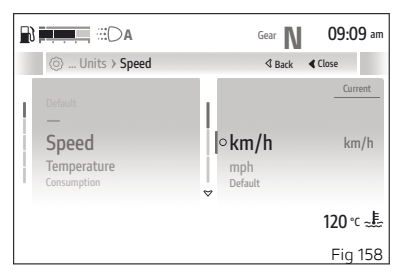 A Gear N 09:09 am
... Units > Speed Back Close
Current
Default
—
Speed km/h km/h
Temperature mph
Consumption Default
120 °C
Fig 158